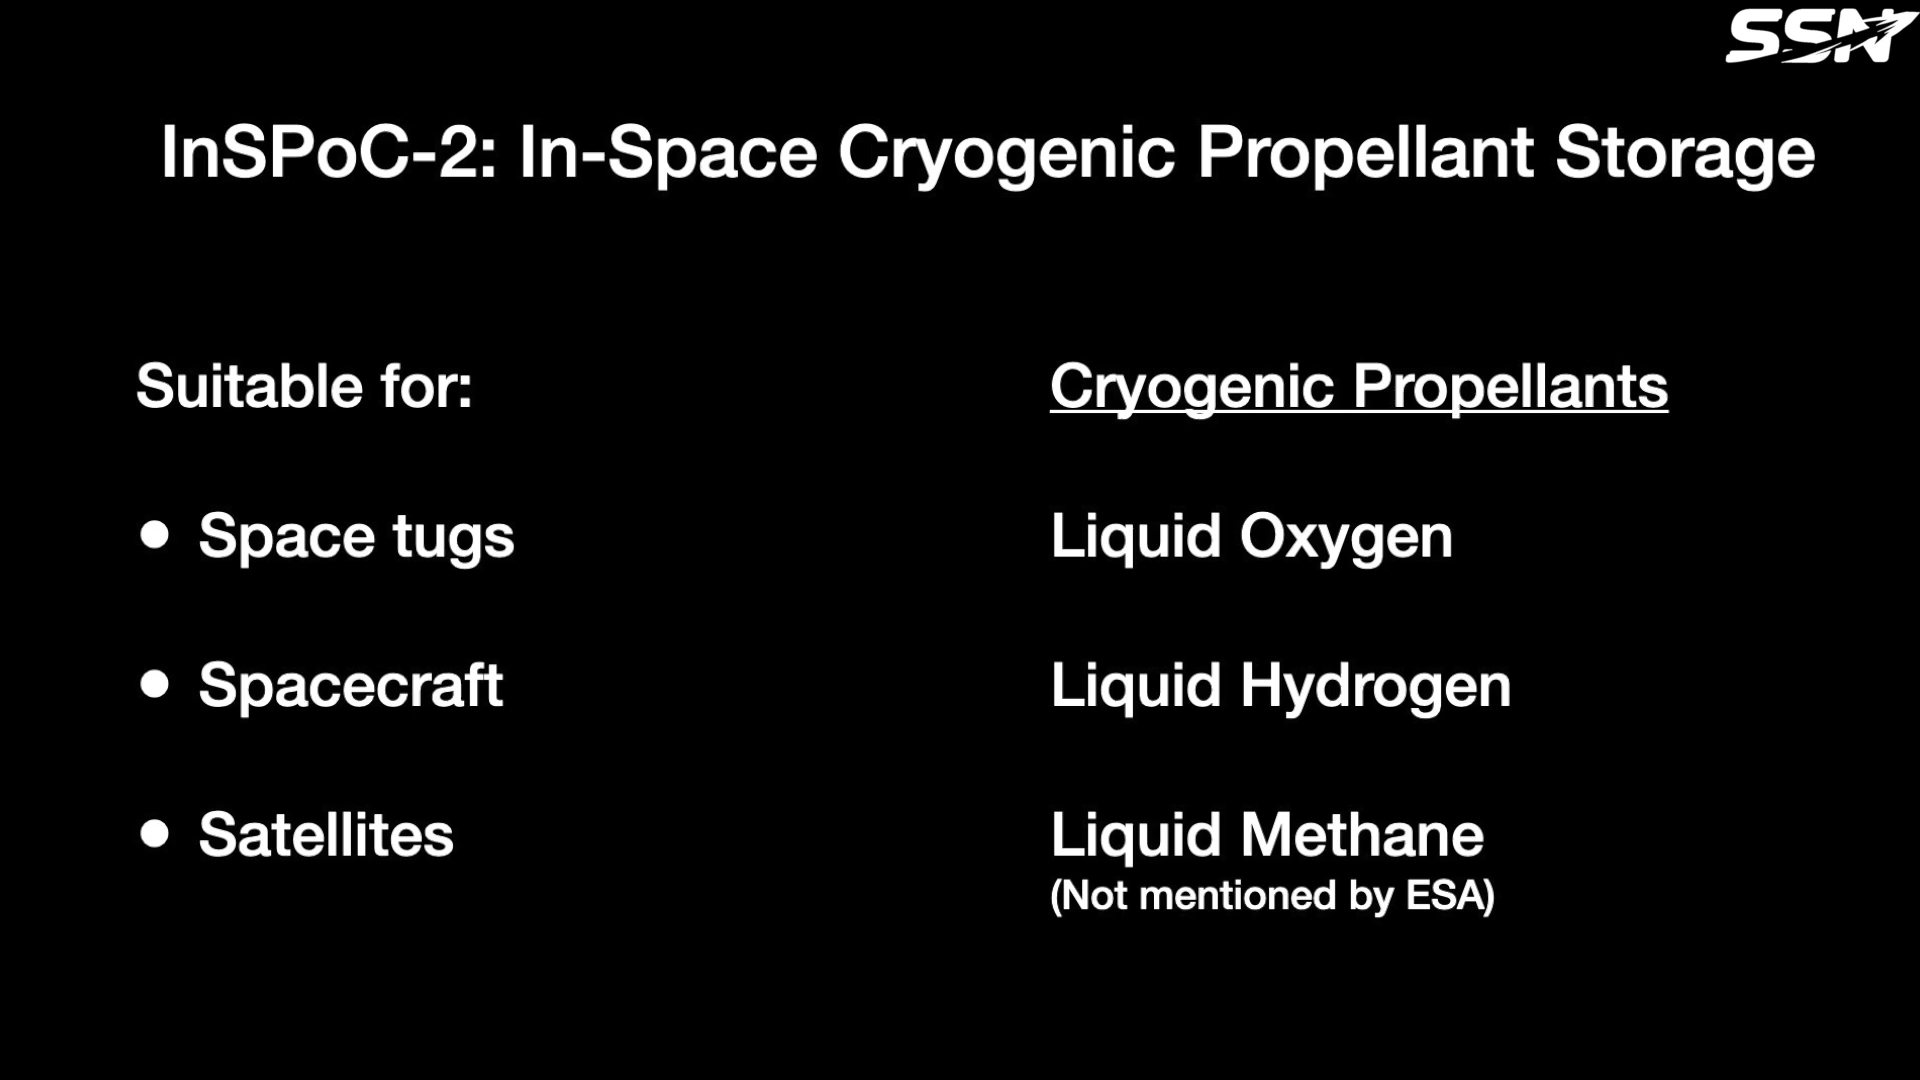 SSN
InSPoC-2: In-Space Cryogenic Propellant Storage
Suitable for:
• Space tugs
• Spacecraft
• Satellites
Cryogenic Propellants
Liquid Oxygen
Liquid Hydrogen
Liquid Methane
(Not mentioned by ESA)